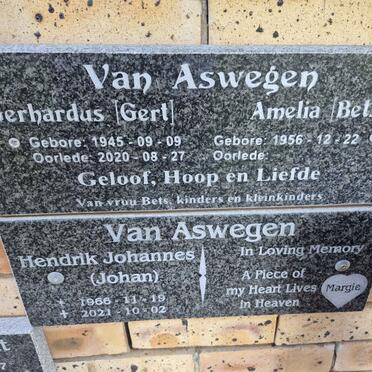 Van Aswegen
erhardus [Gert]
Amelia [Bet
Gebore: 1945 - 09 - 09
Gebore: 1956 - 12 - 22
Oorlede: 2020 - 08 - 27
Oorlede:
Geloof, Hoop en Liefde
Van vrou Bets, kinders en kleinkinders
Van Aswegen
Hendrik Johannes
(Johan)
1966 - 11 - 19
+ 2021 - 10 - 02
In Loving Memory
A Piece of
my Heart Lives
in Heaven
Margie